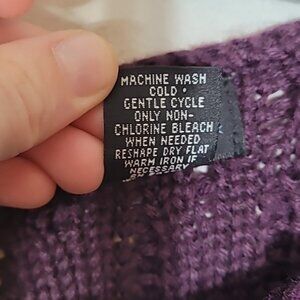 MACHINE WASH
COLD •
GENTLE CYCLE
ONLY NON-
CHLORINE BLEACH
WHEN NEEDED
RESHAPE DRY FLAT
WARM IRON IF
NECESSARY